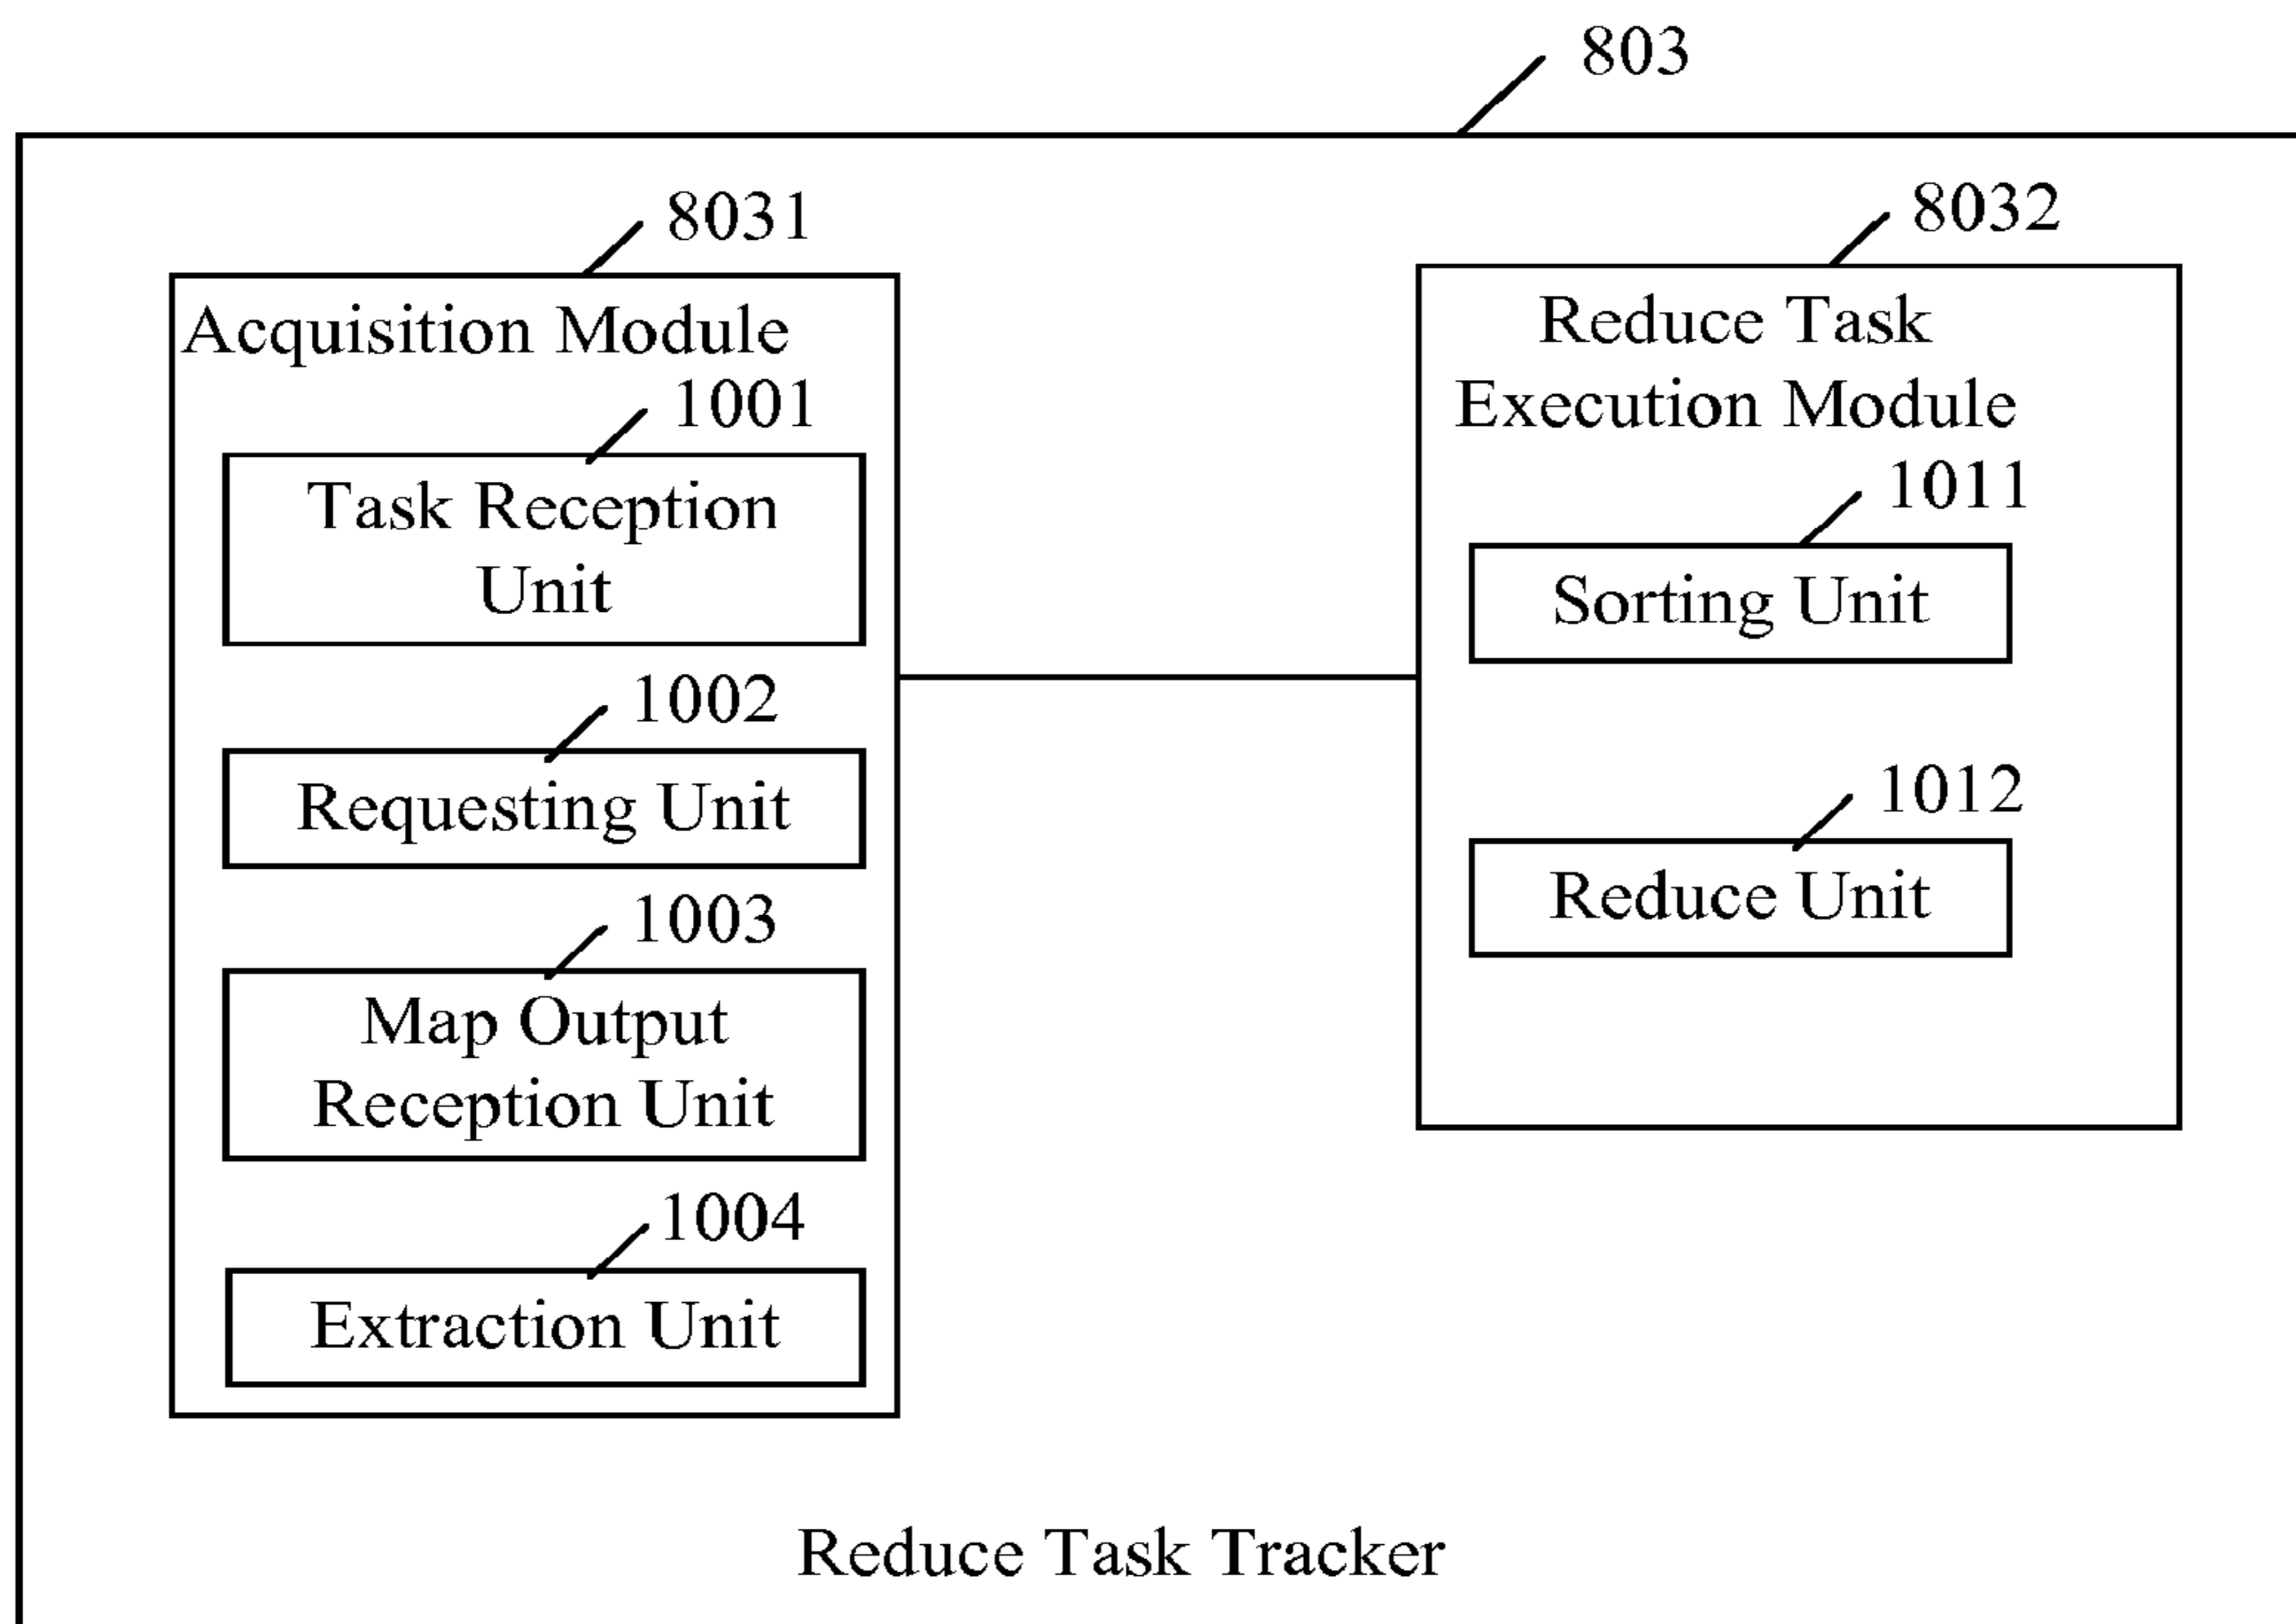 803
8031
Acquisition Module
1001
Task Reception
Unit
1002
Requesting Unit
1003
Map Output
Reception Unit
1004
Extraction Unit
8032
Reduce Task
Execution Module
1011
Sorting Unit
1012
Reduce Unit
Reduce Task Tracker